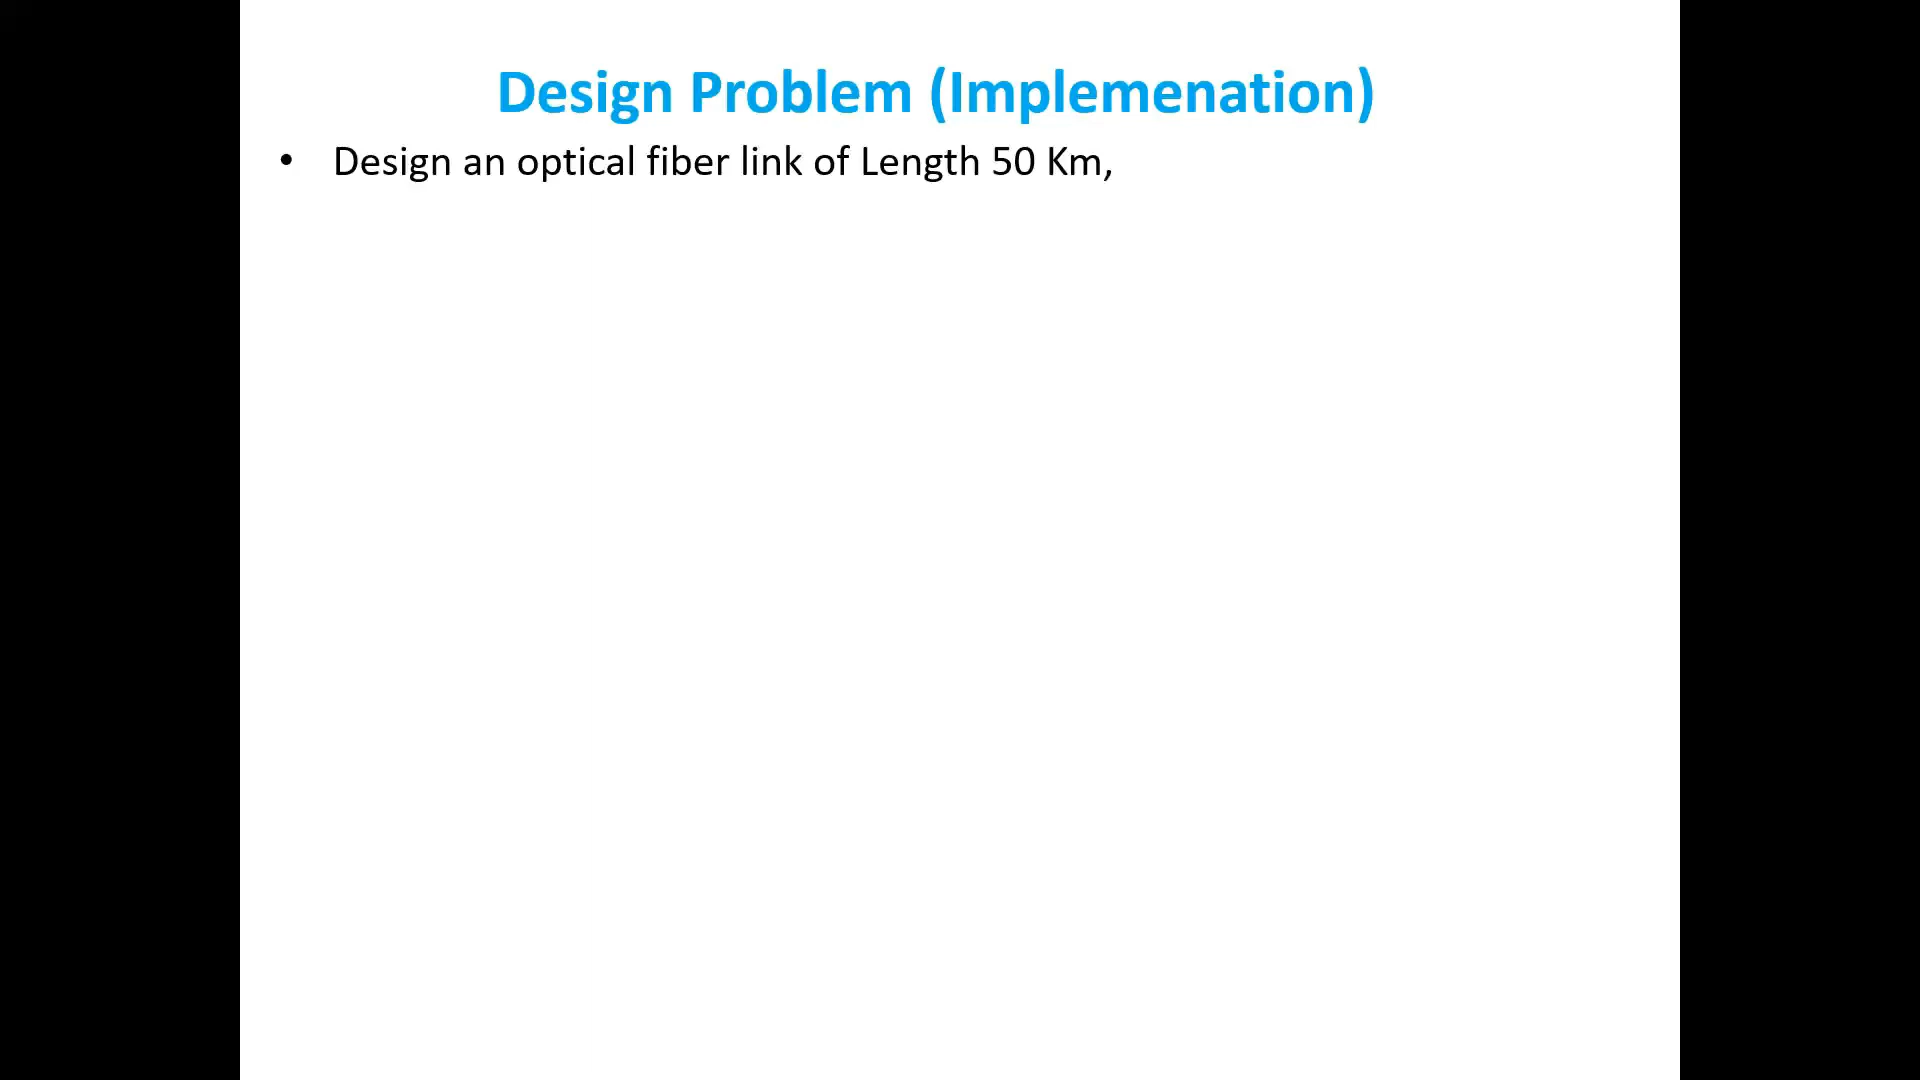 Design Problem (Implemenation)
• Design an optical fiber link of Length 50 Km,